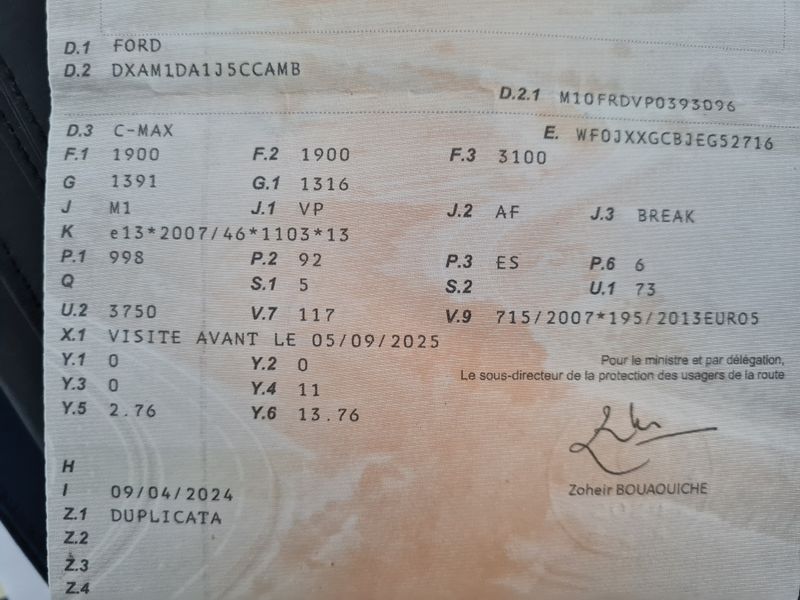 D.1 FORD
D.2 DXAM1DA1J5CCAMB
D.2.1 M10FRDVP0393096
D.3 C-MAX
E. WF0JXXGCBJEG52716
F.1 1900 F.2 1900 F.3 3100
G 1391 G.1 1316
J M1 J.1 VP J.2 AF J.3 BREAK
K e13*2007/46*1103*13
P.1 998 P.2 92 P.3 ES P.6 6
Q S.1 5 S.2 U.1 73
U.2 3750 V.7 117 V.9 715/2007*195/2013EURO5
X.1 VISITE AVANT LE 05/09/2025
Y.1 0 Y.2 0
Pour le ministre et par délégation,
Le sous-directeur de la protection des usagers de la route
Y.3 0 Y.4 11
Y.5 2.76 Y.6 13.76
H
I 09/04/2024
Zoheir BOUAOUICHE
Z.1 DUPLICATA
Z.2
Z.3
Z.4